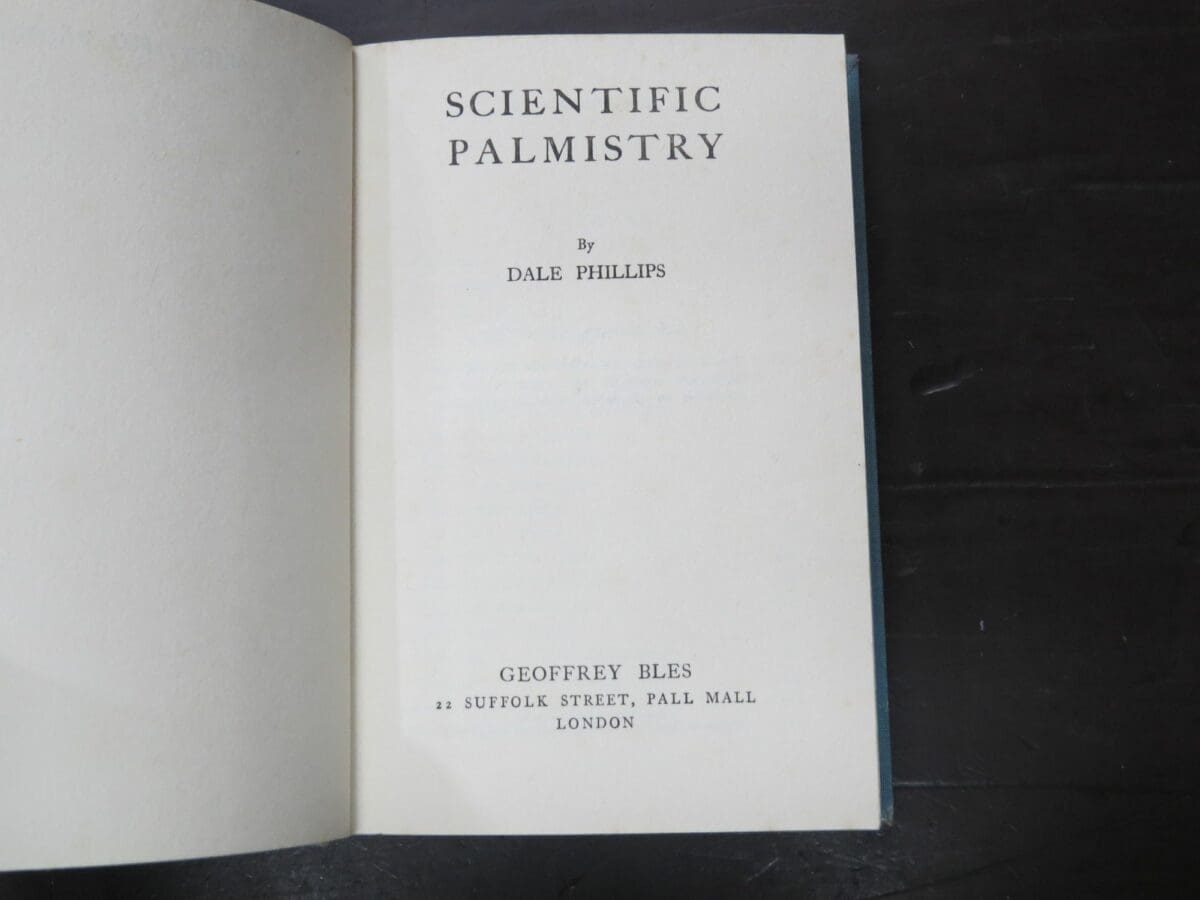 SCIENTIFIC
PALMISTRY
By
DALE PHILLIPS
GEOFFREY BLES
22 SUFFOLK STREET, PALL MALL
LONDON